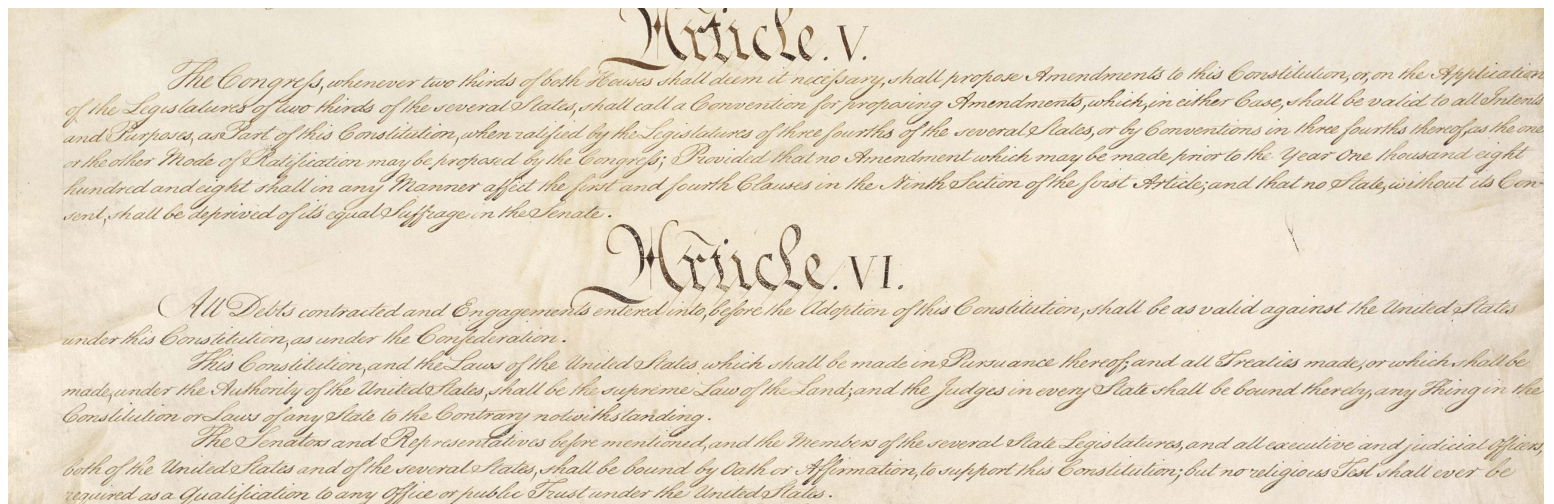 Article. V.
The Congreſs, whenever two thirds of both Houses shall deem it neceſsary, shall propose Amendments to this Constitution, or, on the Application
of the Legislatures of two thirds of the several States, shall call a Convention for proposing Amendments, which, in either Case, shall be valid to all Intents
and Purposes, as Part of this Constitution, when ratified by the Legislatures of three fourths of the several States, or by Conventions in three fourths thereof, as the one
or the other Mode of Ratification may be proposed by the Congreſs; Provided that no Amendment which may be made prior to the Year One thousand eight
hundred and eight shall in any Manner affect the first and fourth Clauses in the Ninth Section of the first Article; and that no State, without its Con-
sent, shall be deprived of it's equal Suffrage in the Senate.
Article. VI.
All Debts contracted and Engagements entered into, before the Adoption of this Constitution, shall be as valid against the United States
under this Constitution, as under the Confederation.
This Constitution, and the Laws of the United States which shall be made in Pursuance thereof; and all Treaties made, or which shall be
made, under the Authority of the United States, shall be the supreme Law of the Land; and the Judges in every State shall be bound thereby, any Thing in the
Constitution or Laws of any State to the Contrary notwithstanding.
The Senators and Representatives before mentioned, and the Members of the several State Legislatures, and all executive and judicial Officers,
both of the United States and of the several States, shall be bound by Oath or Affirmation, to support this Constitution; but no religious Test shall ever be
required as a Qualification to any Office or public Trust under the United States.